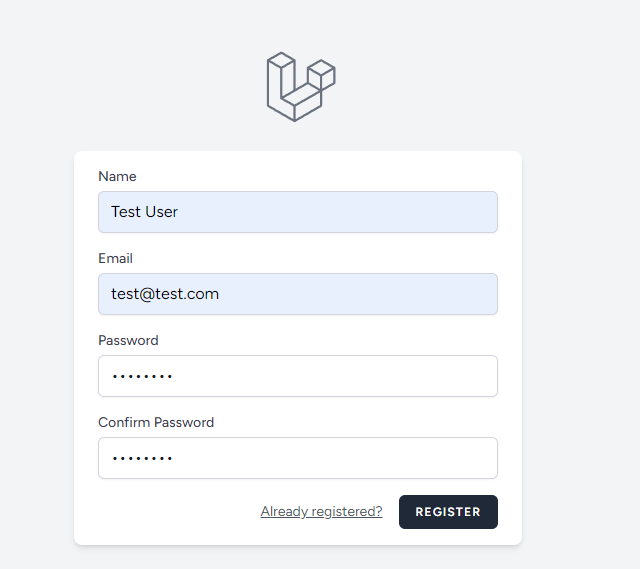 Name
Test User
Email
test@test.com
Password
••••••••
Confirm Password
••••••••
Already registered? REGISTER